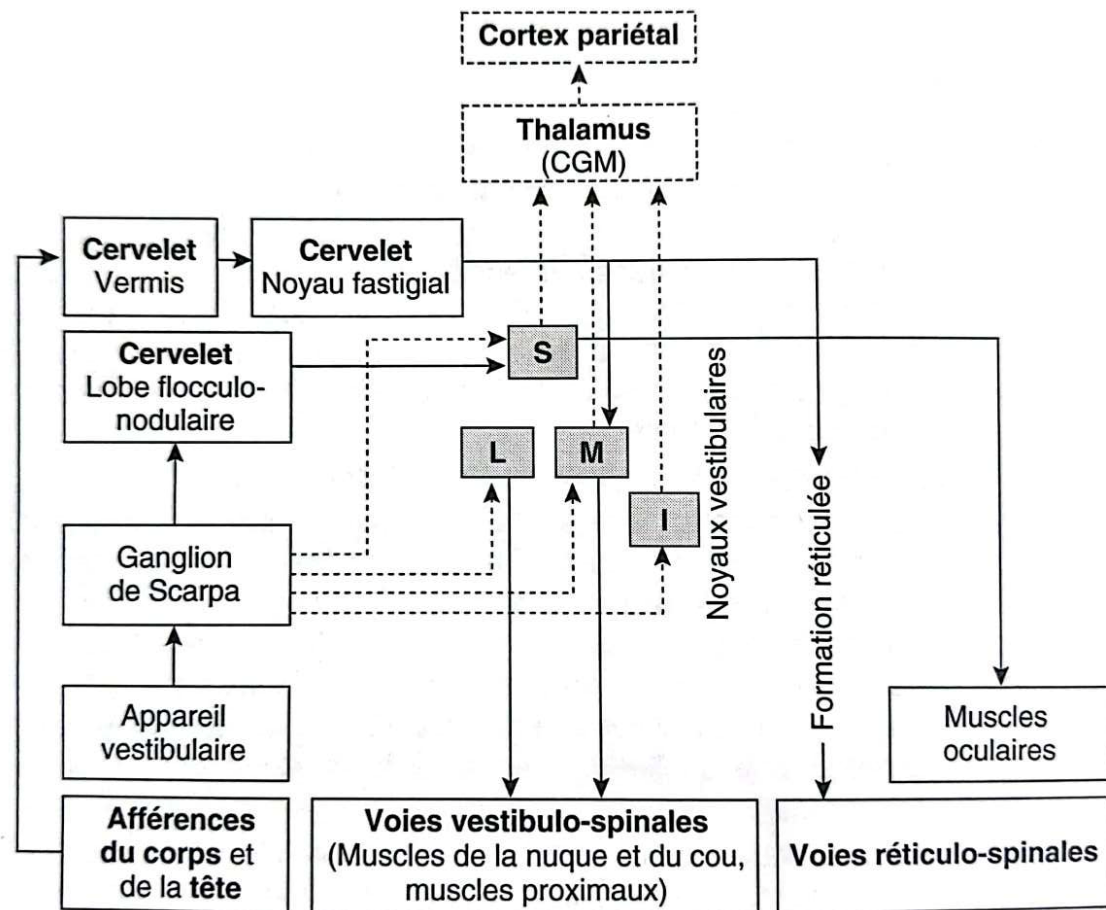 Cortex pariétal
Thalamus
(CGM)
Cervelet
Vermis
Cervelet
Noyau fastigial
Cervelet
Lobe flocculo-
nodulaire
S
L
M
I
Noyaux vestibulaires
Formation réticulée
Ganglion
de Scarpa
Appareil
vestibulaire
Muscles
oculaires
Afférences
du corps et
de la tête
Voies vestibulo-spinales
(Muscles de la nuque et du cou,
muscles proximaux)
Voies réticulo-spinales